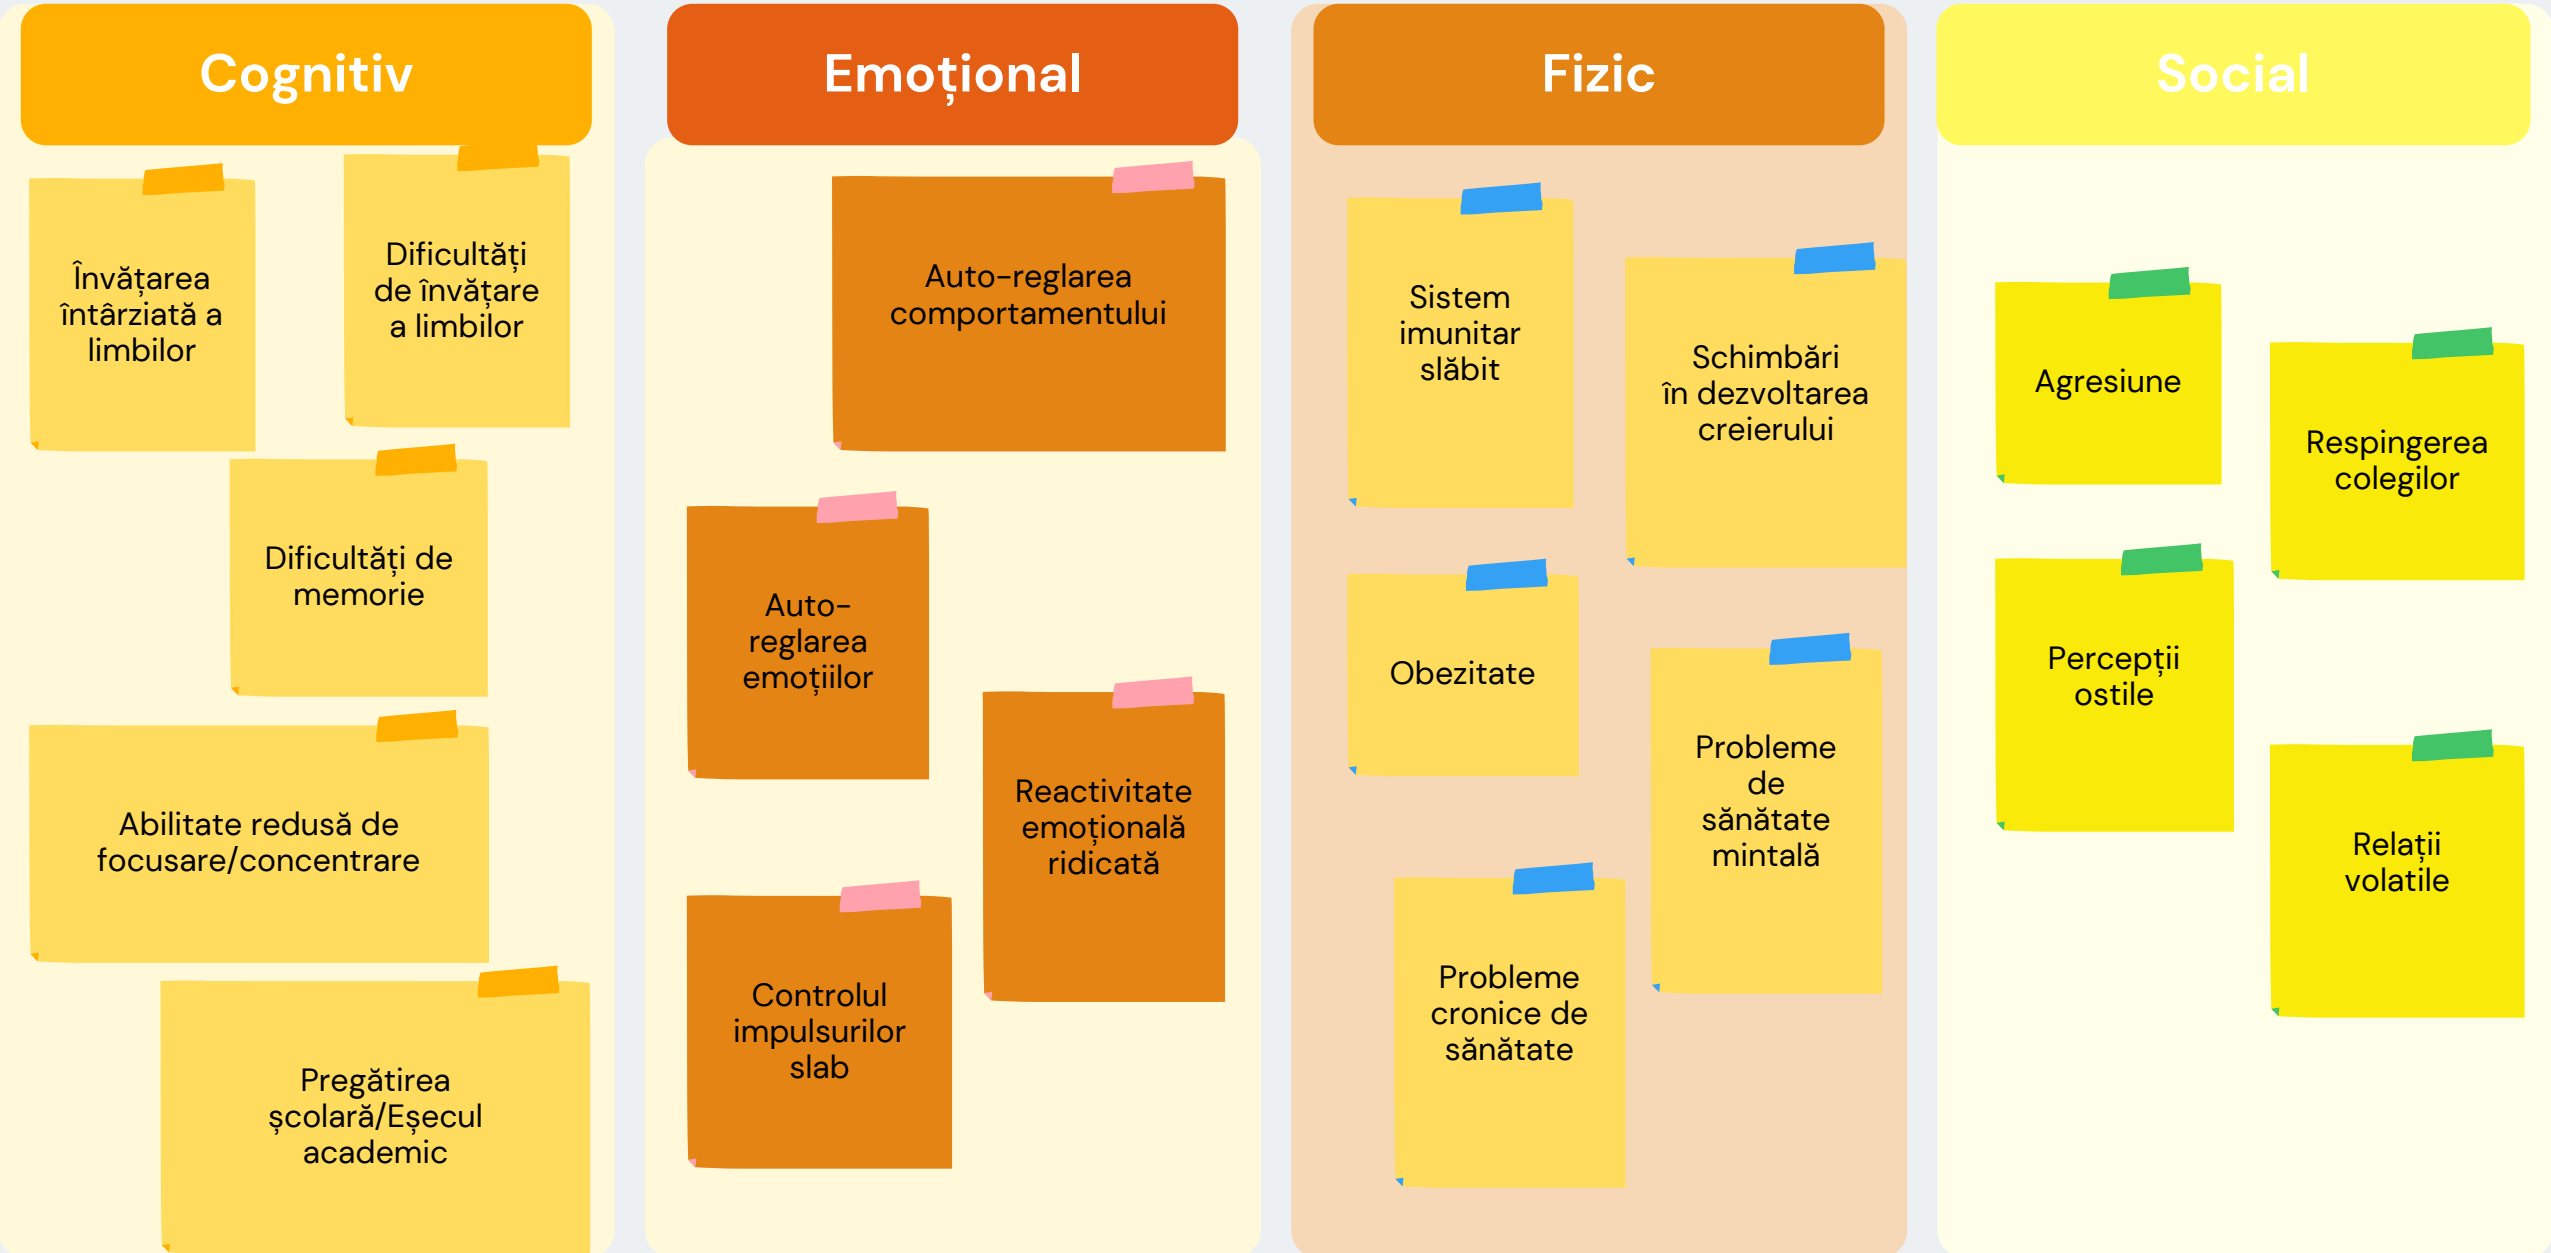 Cognitiv
Învățarea
întârziată a
limbilor
Dificultăți
de învățare
a limbilor
Dificultăți de
memorie
Abilitate redusă de
focusare/concentrare
Pregătirea
școlară/Eșecul
academic
Emoțional
Auto-reglarea
comportamentului
Auto-
reglarea
emoțiilor
Reactivitate
emoțională
ridicată
Controlul
impulsurilor
slab
Fizic
Sistem
imunitar
slăbit
Schimbări
în dezvoltarea
creierului
Obezitate
Probleme
de
sănătate
mintală
Probleme
cronice de
sănătate
Social
Agresiune
Respingerea
colegilor
Percepții
ostile
Relații
volatile